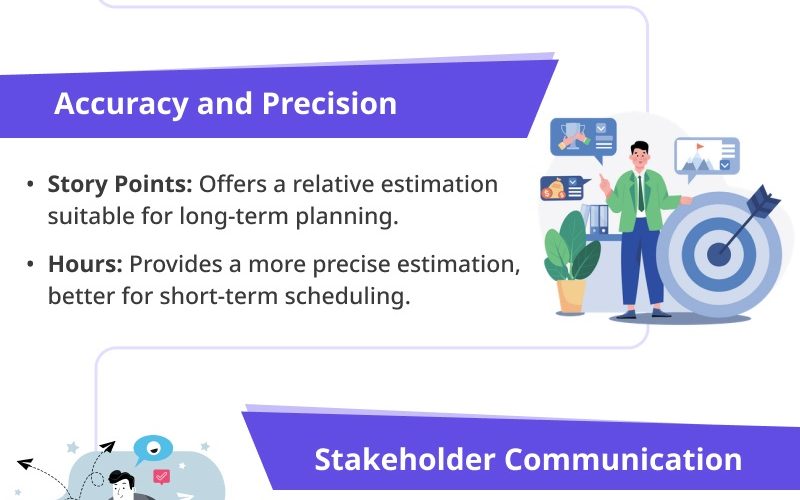 Accuracy and Precision
• Story Points: Offers a relative estimation
suitable for long-term planning.
• Hours: Provides a more precise estimation,
better for short-term scheduling.
Stakeholder Communication